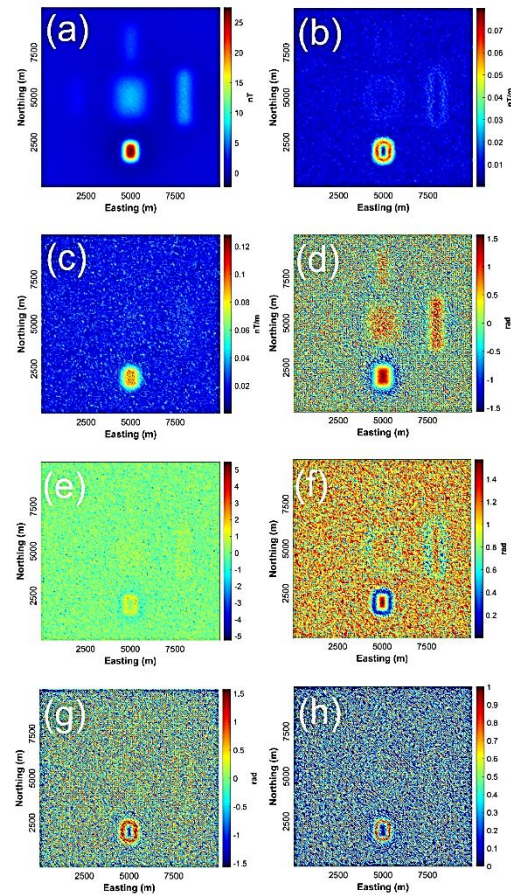 (a)
Northing (m)
7500
5000
2500
2500 5000 7500
Easting (m)
25
20
15
10
5
0
nT
(b)
Northing (m)
7500
5000
2500
2500 5000 7500
Easting (m)
0.07
0.06
0.05
0.04
0.03
0.02
0.01
nT/m
(c)
Northing (m)
7500
5000
2500
2500 5000 7500
Easting (m)
0.12
0.1
0.08
0.06
0.04
0.02
nT/m
(d)
Northing (m)
7500
5000
2500
2500 5000 7500
Easting (m)
1.5
1
0.5
0
-0.5
-1
-1.5
rad
(e)
Northing (m)
7500
5000
2500
2500 5000 7500
Easting (m)
5
4
3
2
1
0
-1
-2
-3
-4
-5
(f)
Northing (m)
7500
5000
2500
2500 5000 7500
Easting (m)
1.4
1.2
1
0.8
0.6
0.4
0.2
rad
(g)
Northing (m)
7500
5000
2500
2500 5000 7500
Easting (m)
1.5
1
0.5
0
-0.5
-1
-1.5
rad
(h)
Northing (m)
7500
5000
2500
2500 5000 7500
Easting (m)
1
0.9
0.8
0.7
0.6
0.5
0.4
0.3
0.2
0.1
0